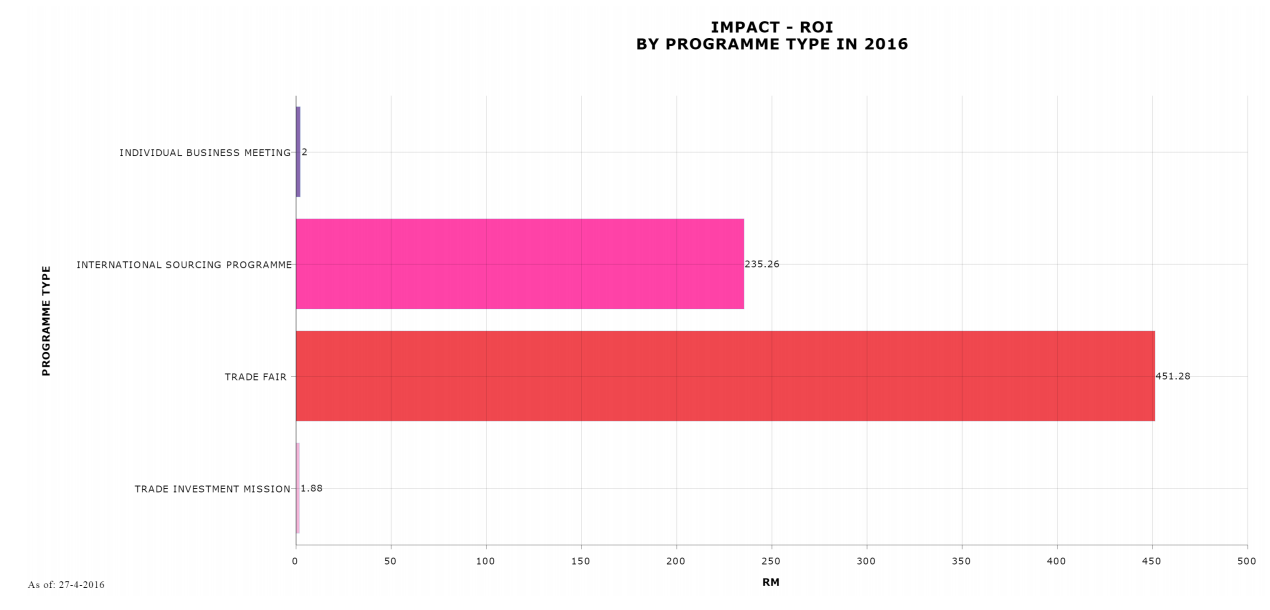 IMPACT - ROI
BY PROGRAMME TYPE IN 2016
INDIVIDUAL BUSINESS MEETING
2
INTERNATIONAL SOURCING PROGRAMME
235.26
PROGRAMME TYPE
TRADE FAIR
451.28
TRADE INVESTMENT MISSION
1.88
0 50 100 150 200 250 300 350 400 450 500
RM
As of: 27-4-2016